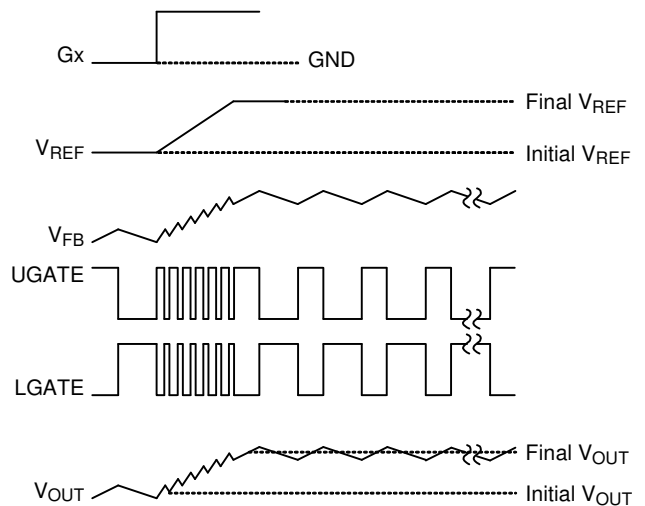 Gx
GND
Final VREF
VREF
Initial VREF
VFB
UGATE
LGATE
Final VOUT
VOUT
Initial VOUT